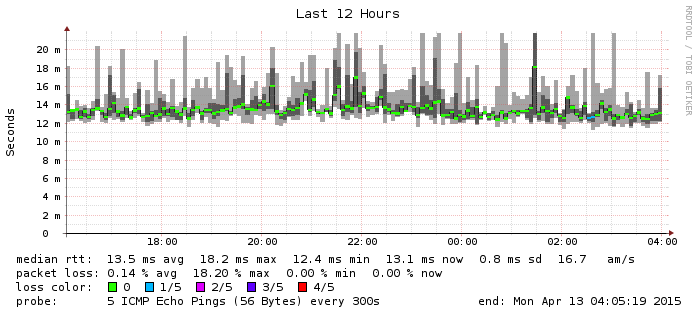 Last 12 Hours
RRDTOOL / TOBI OETIKER
Seconds
20 m
18 m
16 m
14 m
12 m
10 m
8 m
6 m
4 m
2 m
0
18:00 20:00 22:00 00:00 02:00 04:00
median rtt: 13.5 ms avg 18.2 ms max 12.4 ms min 13.1 ms now 0.8 ms sd 16.7 am/s
packet loss: 0.14 % avg 18.20 % max 0.00 % min 0.00 % now
loss color: 0 1/5 2/5 3/5 4/5
probe: 5 ICMP Echo Pings (56 Bytes) every 300s end: Mon Apr 13 04:05:19 2015